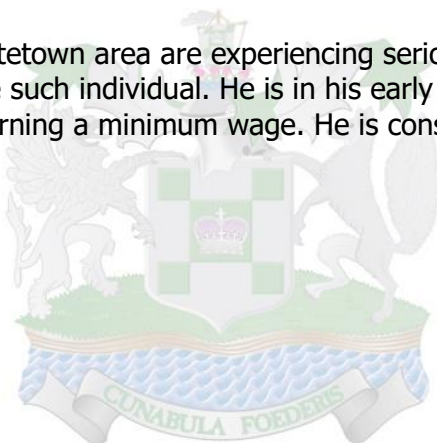 tetown area are experiencing serio
e such individual. He is in his early
rning a minimum wage. He is cons
CUNABULA FOEDERIS